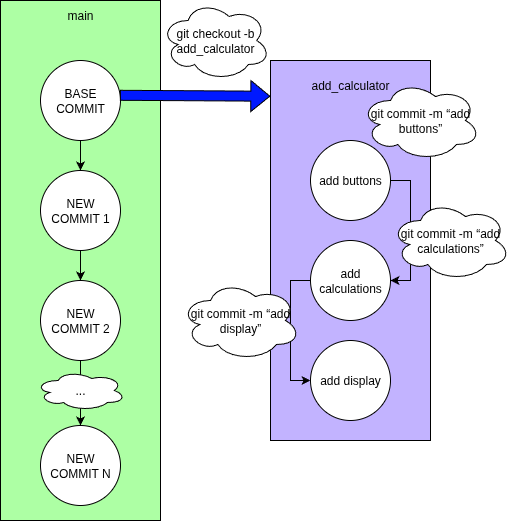 main
git checkout -b
add_calculator
BASE
COMMIT
add_calculator
git commit -m “add
buttons”
add buttons
NEW
COMMIT 1
git commit -m “add
calculations”
add
calculations
NEW
COMMIT 2
git commit -m “add
display”
add display
...
NEW
COMMIT N